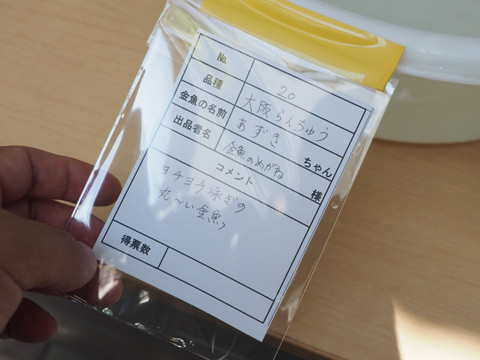 No. 20
品種 大阪らんちゅう
金魚の名前 あずき ちゃん
出品者名 金魚のめがね 様
コメント
ヨチヨチ泳ぎの
丸〜い金魚♪
得票数